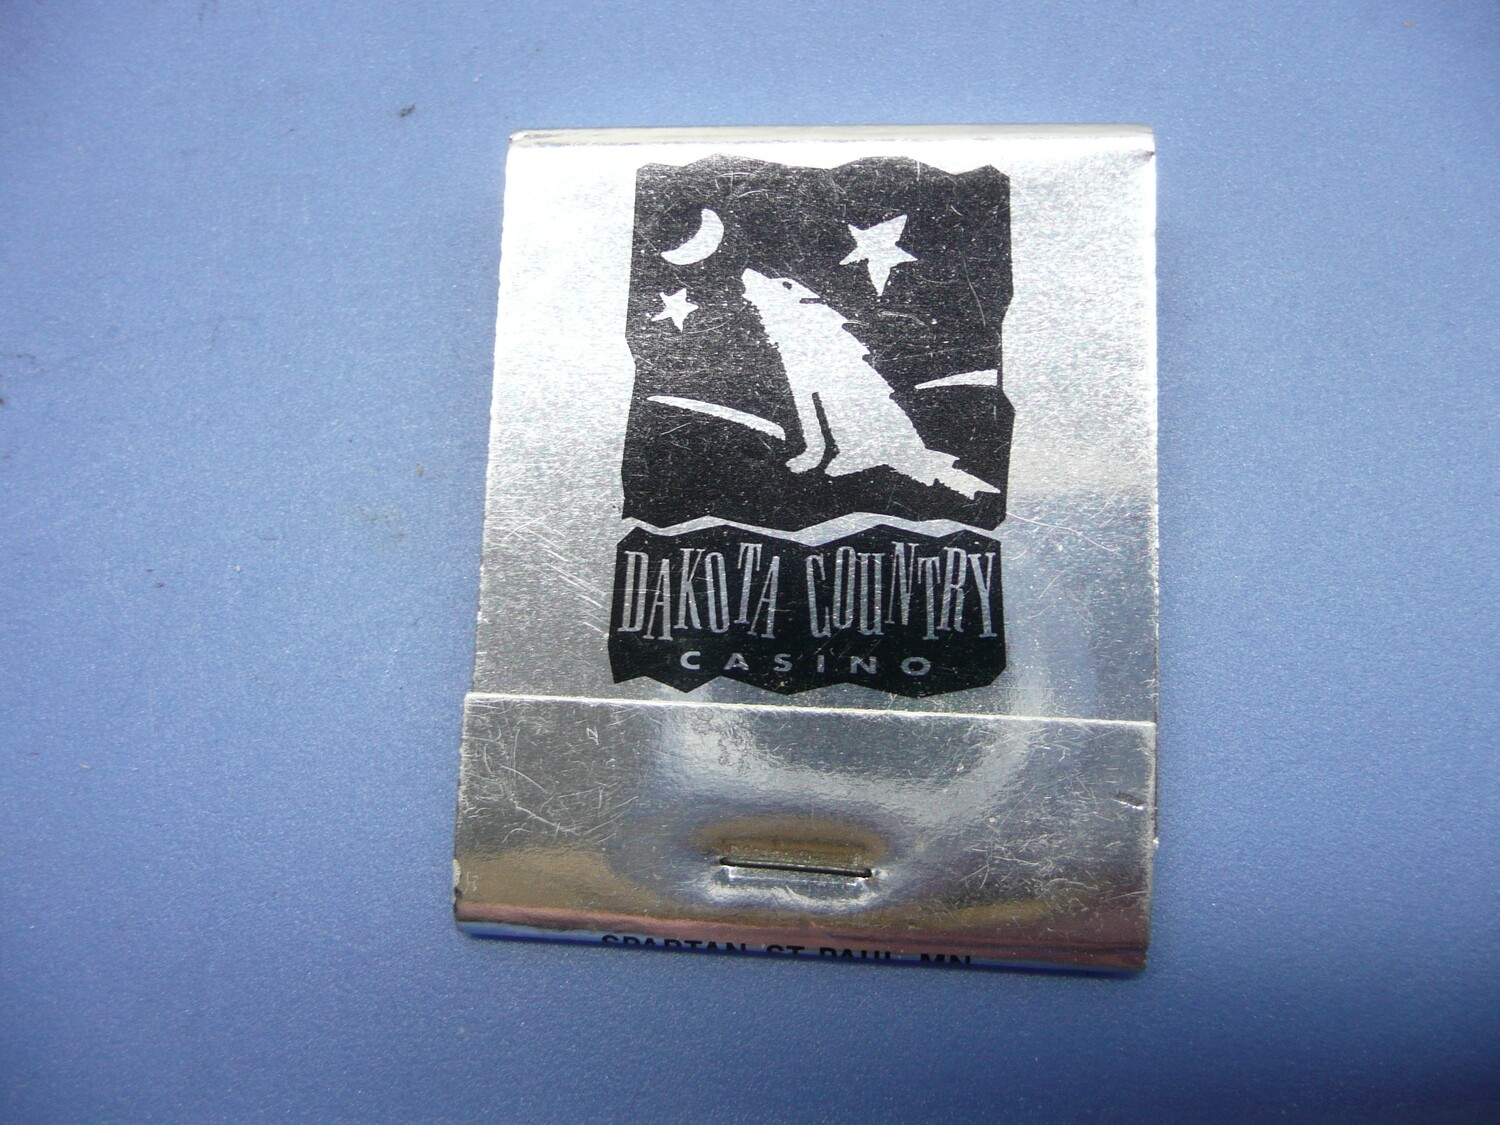 DAKOTA COUNTRY
CASINO
SPARTAN ST PAUL MN